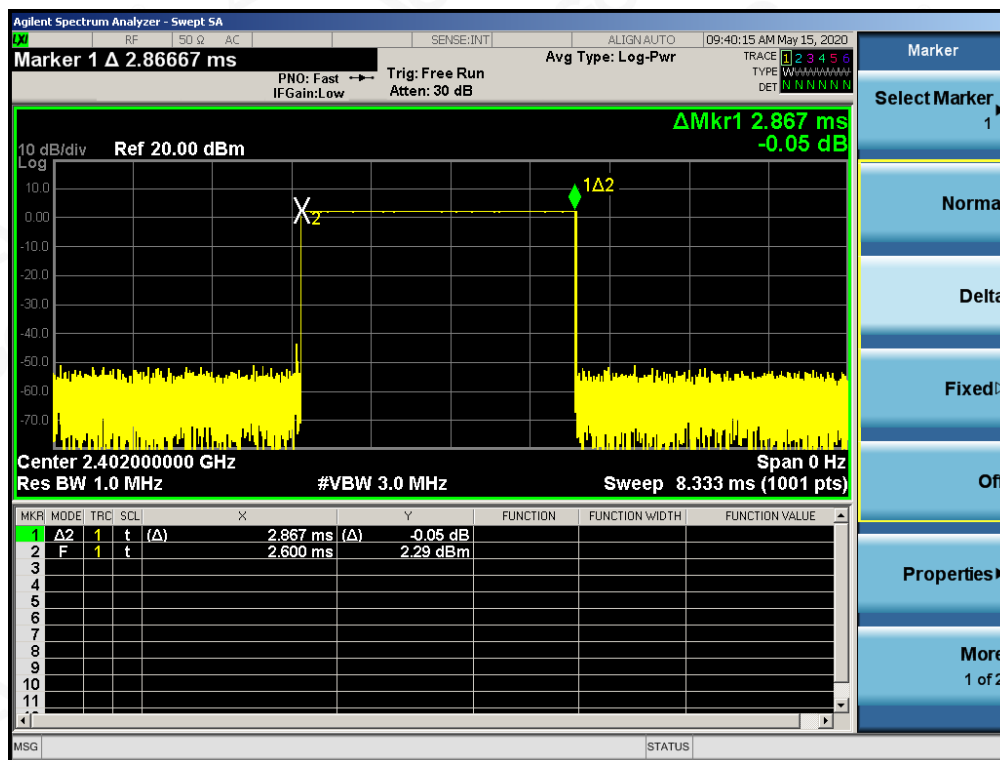 Agilent Spectrum Analyzer - Swept SA
LXI RF 50 Ω AC SENSE:INT ALIGN AUTO 09:40:15 AM May 15, 2020
Marker 1 Δ 2.86667 ms
PNO: Fast
IFGain:Low
Trig: Free Run
Atten: 30 dB
Avg Type: Log-Pwr
TRACE 1 2 3 4 5 6
TYPE W
DET N N N N N N
ΔMkr1 2.867 ms
-0.05 dB
10 dB/div Ref 20.00 dBm
Log
10.0
0.00
-10.0
-20.0
-30.0
-40.0
-50.0
-60.0
-70.0
2
1Δ2
Center 2.402000000 GHz Span 0 Hz
Res BW 1.0 MHz #VBW 3.0 MHz Sweep 8.333 ms (1001 pts)
MKR MODE TRC SCL X Y FUNCTION FUNCTION WIDTH FUNCTION VALUE
1 Δ2 1 t (Δ) 2.867 ms (Δ) -0.05 dB
2 F 1 t 2.600 ms 2.29 dBm
3
4
5
6
7
8
9
10
11
MSG STATUS
Marker
Select Marker
1
Norma
Delta
Fixed
Of
Properties
More
1 of 2